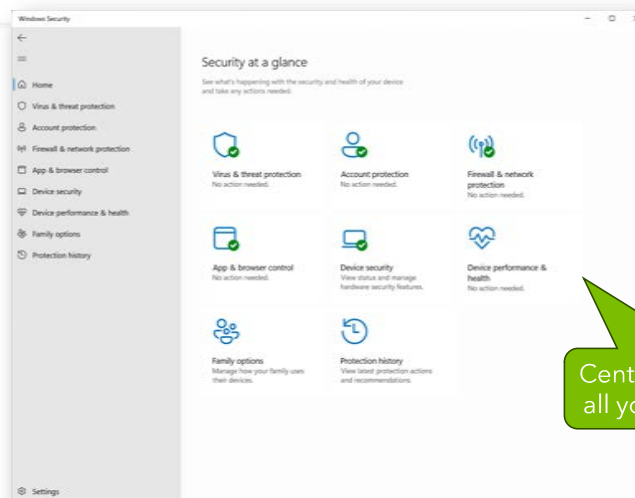 Windows Security
Home
Virus & threat protection
Account protection
Firewall & network protection
App & browser control
Device security
Device performance & health
Family options
Protection history
Settings
Security at a glance
See what's happening with the security and health of your device
and take any actions needed.
Virus & threat protection
No action needed.
Account protection
No action needed.
Firewall & network
protection
No action needed.
App & browser control
No action needed.
Device security
View status and manage
hardware security features.
Device performance &
health
No action needed.
Family options
Manage how your family uses
their devices.
Protection history
View latest protection actions
and recommendations.
all